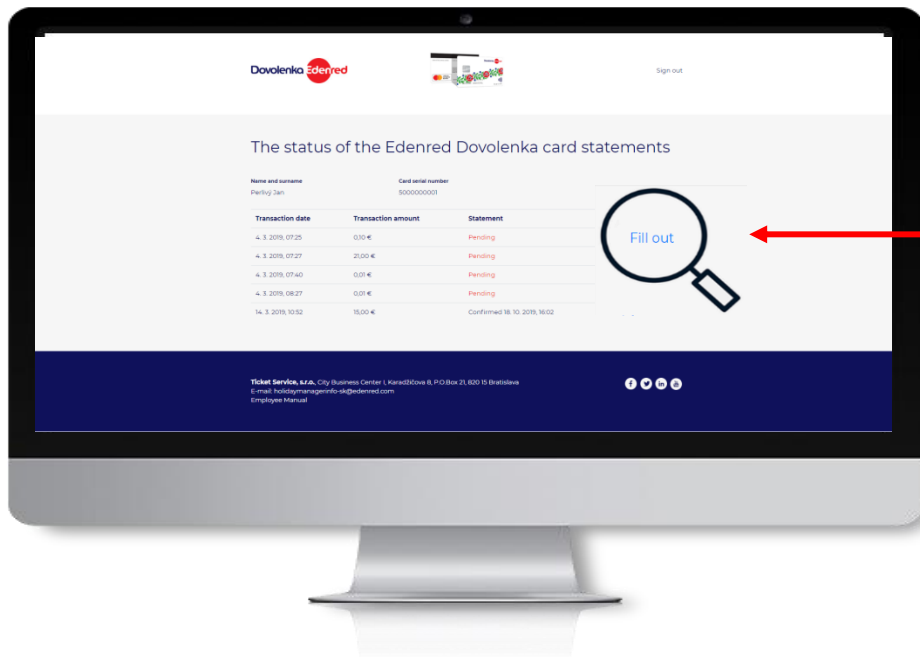 Dovolenka Edenred
Sign out
The status of the Edenred Dovolenka card statements
Name and surname Card serial number
Perlivý Jan 5000000001
Transaction date Transaction amount Statement
4. 3. 2019, 07:25 0,10 € Pending
4. 3. 2019, 07:27 21,00 € Pending
4. 3. 2019, 07:40 0,01 € Pending
4. 3. 2019, 08:27 0,01 € Pending
14. 3. 2019, 10:52 15,00 € Confirmed 18. 10. 2019, 16:02
Fill out
Ticket Service, s.r.o., City Business Center I, Karadžičova 8, P.O.Box 21, 820 15 Bratislava
E-mail: holidaymanagerinfo-sk@edenred.com
Employee Manual